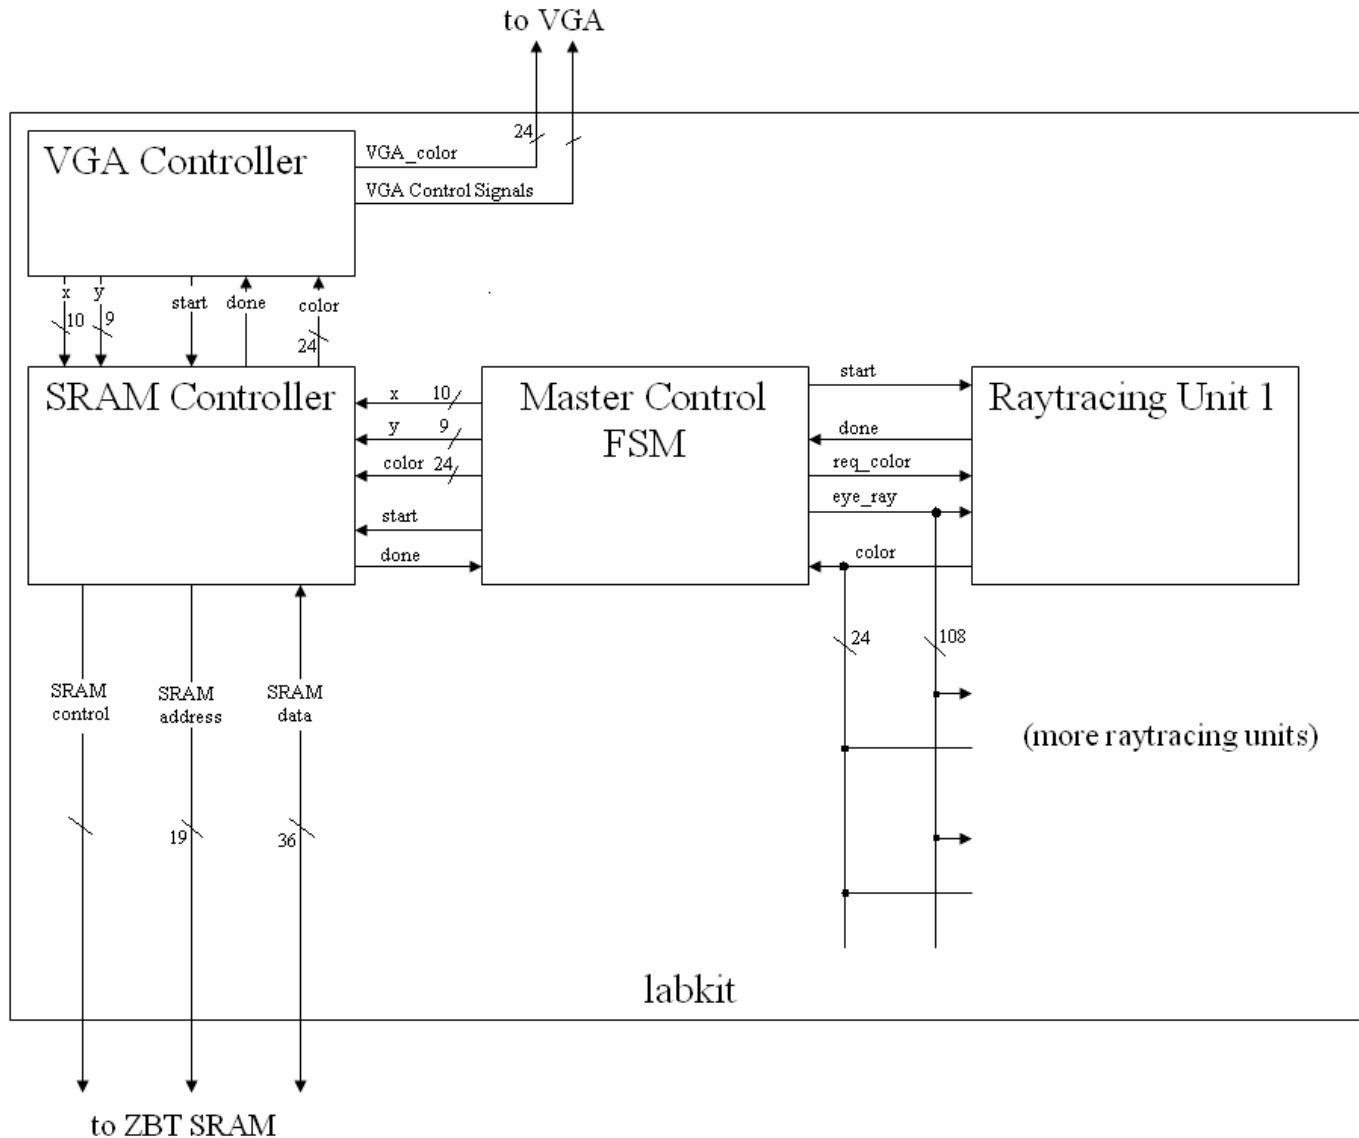 to VGA
24
VGA Controller
VGA_color
VGA Control Signals
x
y
start
done
color
10
9
24
SRAM Controller
x
10
y
9
color
24
start
done
Master Control
FSM
start
done
req_color
eye_ray
color
Raytracing Unit 1
24
108
SRAM
control
SRAM
address
SRAM
data
(more raytracing units)
19
36
labkit
to ZBT SRAM